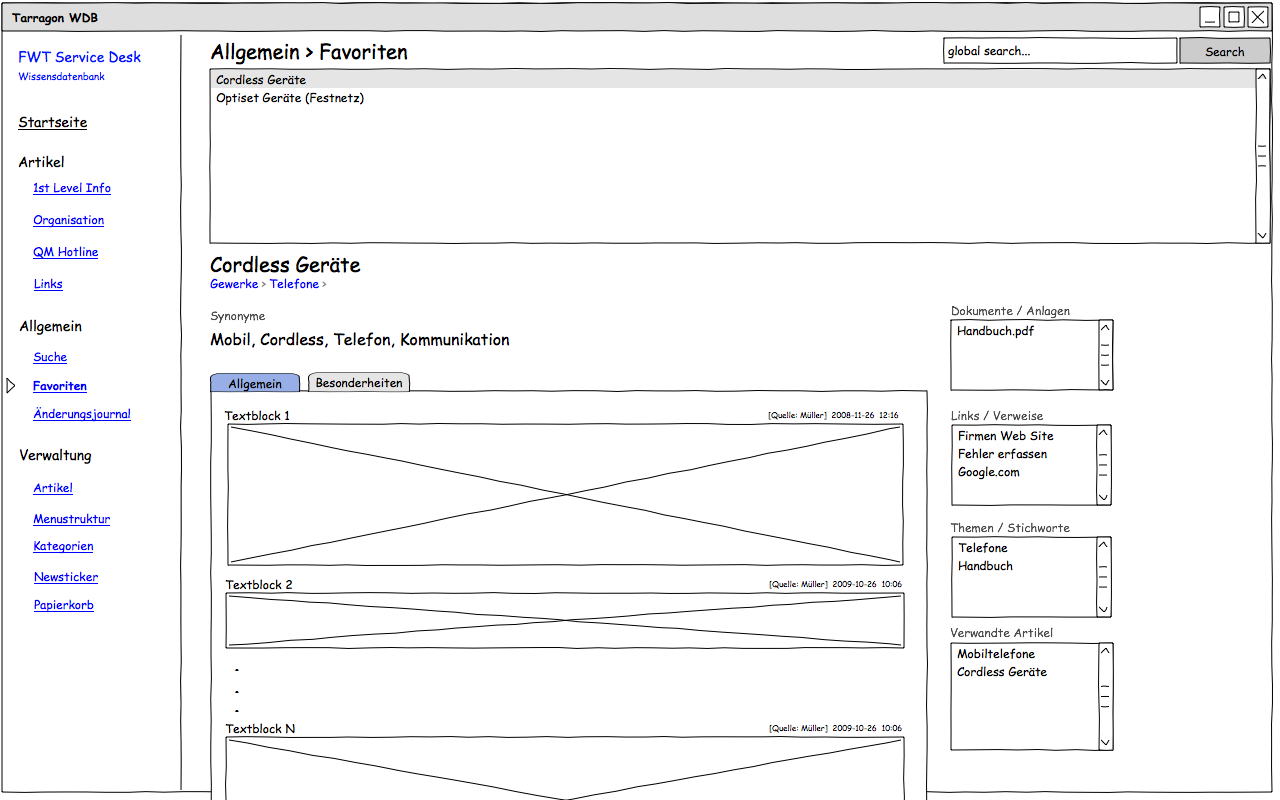 Tarragon WDB
FWT Service Desk
Wissensdatenbank
Startseite
Artikel
1st Level Info
Organisation
QM Hotline
Links
Allgemein
Suche
Favoriten
Änderungsjournal
Verwaltung
Artikel
Menustruktur
Kategorien
Newsticker
Papierkorb
Allgemein > Favoriten
global search...
Search
Cordless Geräte
Optiset Geräte (Festnetz)
Cordless Geräte
Gewerke > Telefone >
Synonyme
Mobil, Cordless, Telefon, Kommunikation
Allgemein
Besonderheiten
Textblock 1
[Quelle: Müller] 2008-11-26 12:16
Textblock 2
[Quelle: Müller] 2009-10-26 10:06
Textblock N
[Quelle: Müller] 2009-10-26 10:06
Dokumente / Anlagen
Handbuch.pdf
Links / Verweise
Firmen Web Site
Fehler erfassen
Google.com
Themen / Stichworte
Telefone
Handbuch
Verwandte Artikel
Mobiltelefone
Cordless Geräte